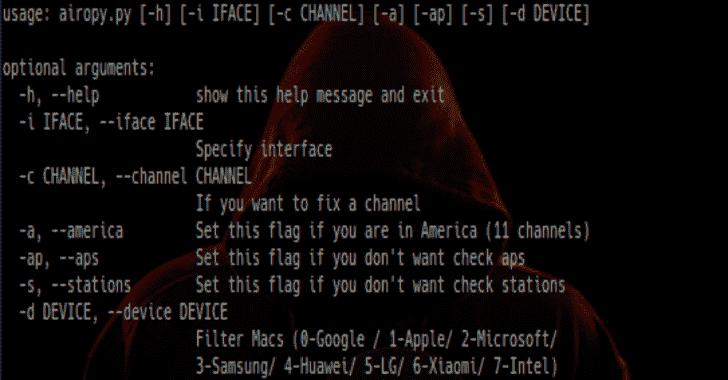 usage: airopy.py [-h] [-i IFACE] [-c CHANNEL] [-a] [-ap] [-s] [-d DEVICE]
optional arguments:
-h, --help show this help message and exit
-i IFACE, --iface IFACE
Specify interface
-c CHANNEL, --channel CHANNEL
If you want to fix a channel
-a, --america Set this flag if you are in America (11 channels)
-ap, --aps Set this flag if you don't want check aps
-s, --stations Set this flag if you don't want check stations
-d DEVICE, --device DEVICE
Filter Macs (0-Google / 1-Apple/ 2-Microsoft/
3-Samsung/ 4-Huawei/ 5-LG/ 6-Xiaomi/ 7-Intel)